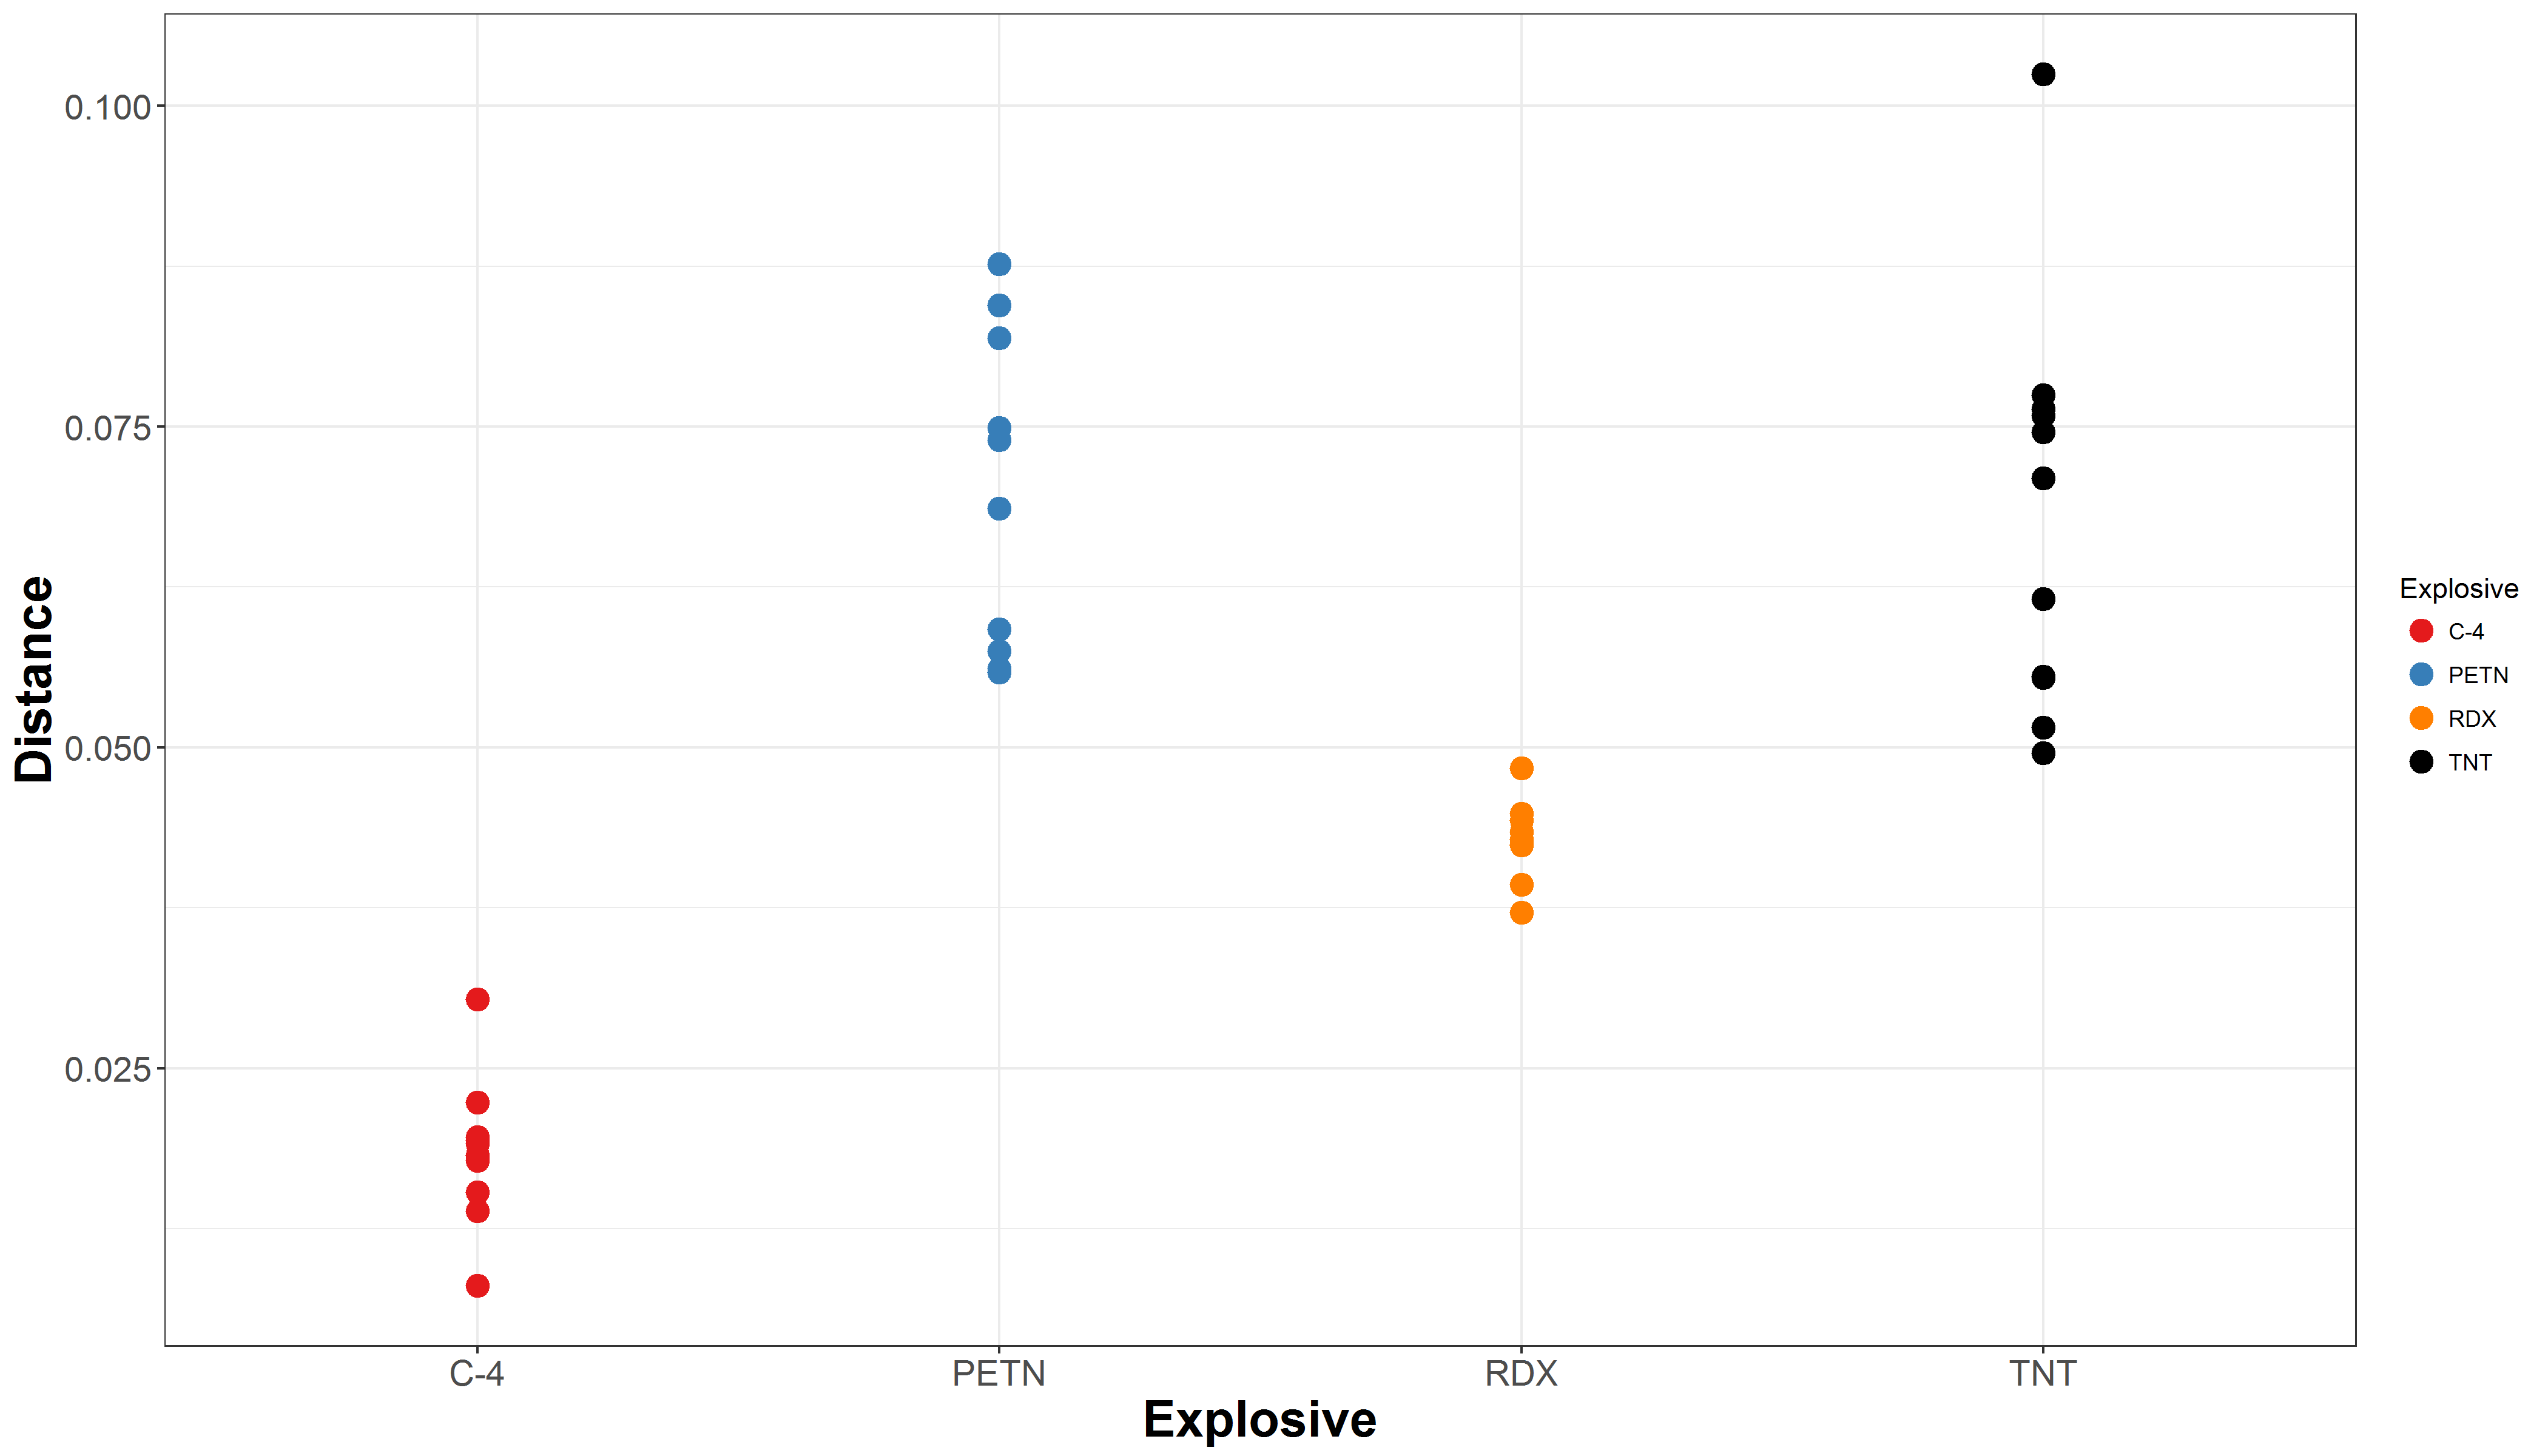 Distance
0.100
0.075
0.050
0.025
C-4
PETN
RDX
TNT
Explosive
Explosive
C-4
PETN
RDX
TNT